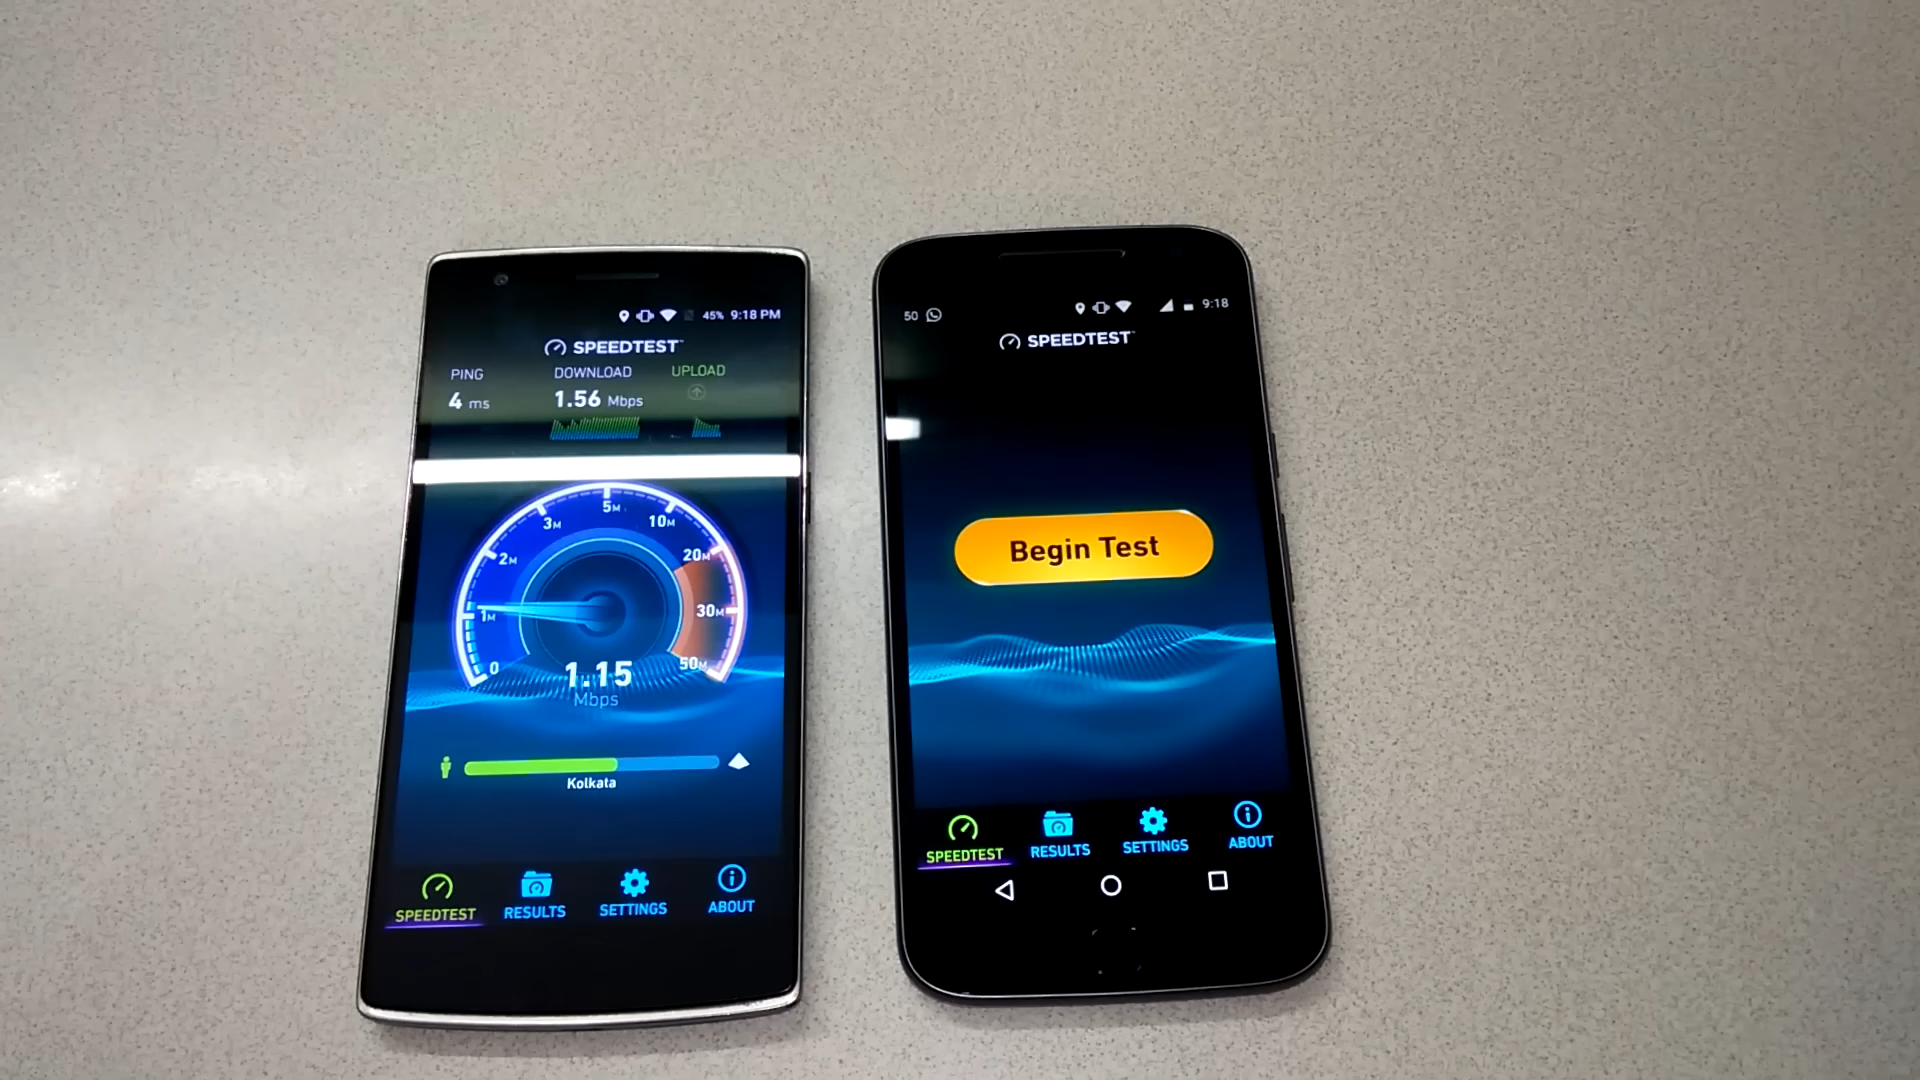 45% 9:18 PM
SPEEDTEST
PING DOWNLOAD UPLOAD
4 ms 1.56 Mbps
5M
3M 10M
2M 20M
1M 30M
0 50M
1.15
Mbps
Kolkata
SPEEDTEST RESULTS SETTINGS ABOUT
50 9:18
SPEEDTEST
Begin Test
SPEEDTEST RESULTS SETTINGS ABOUT